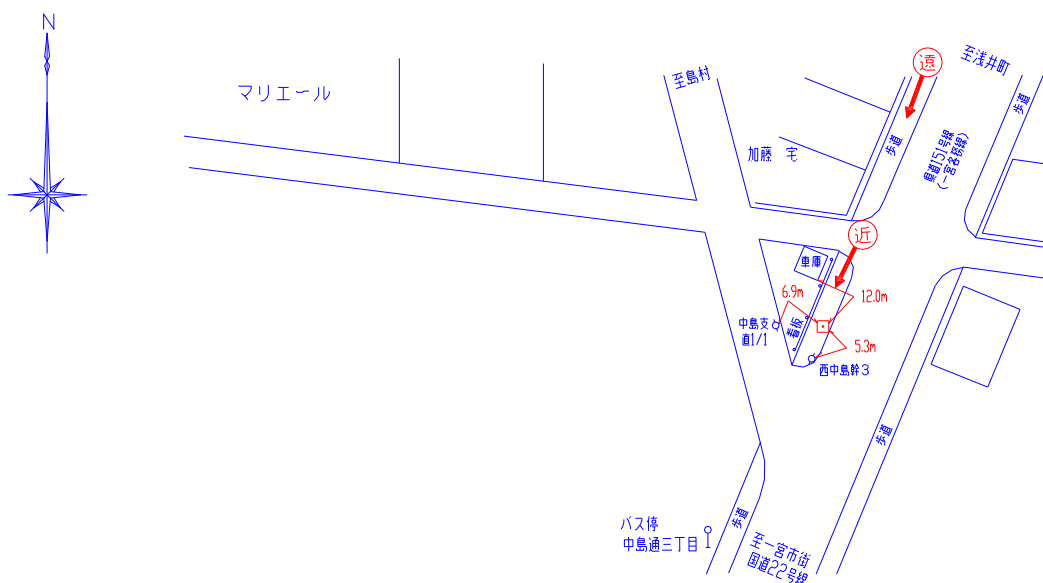 N
マリエール
至島村
遠
至浅井町
歩道
歩道
県道151号線
(一宮各務線)
加藤 宅
近
車庫
6.9m
12.0m
中島支
直1/1
看板
5.3m
西中島幹3
歩道
バス停
中島通三丁目
歩道
至一宮市街
国道22号線